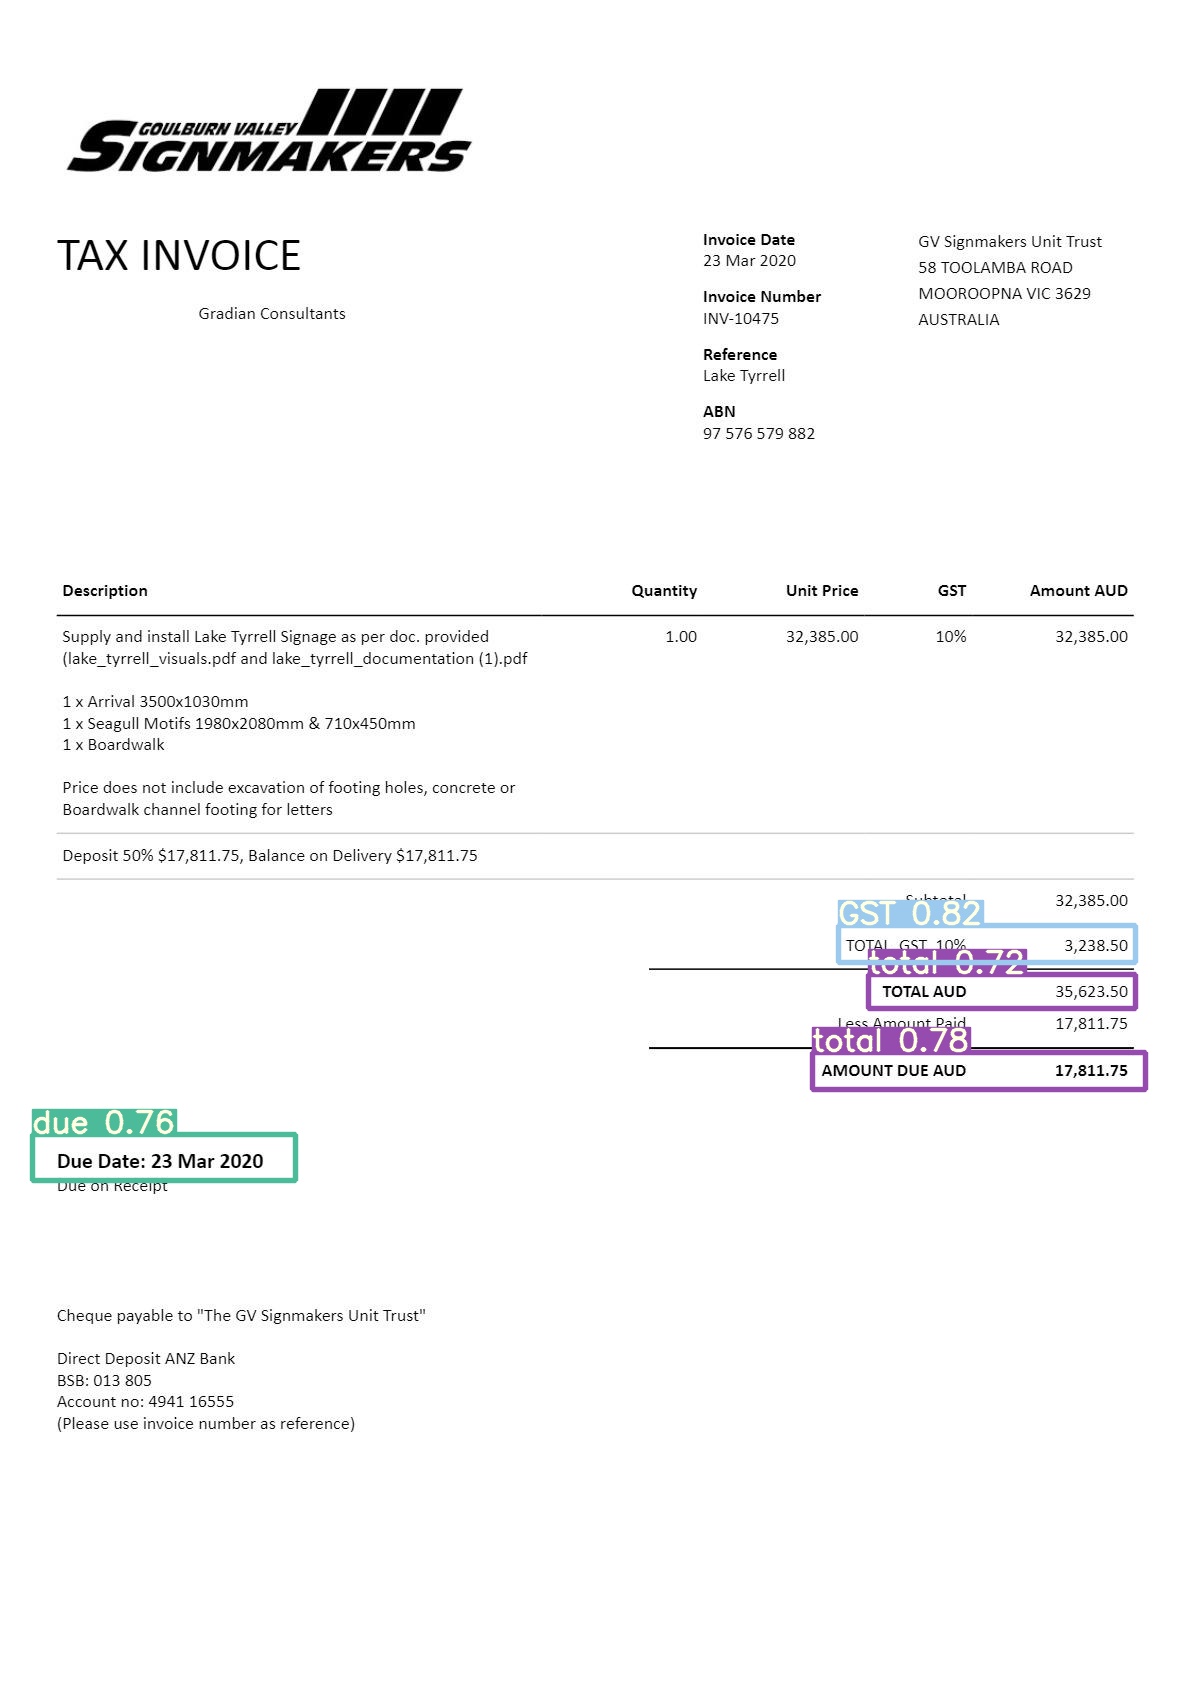 GOULBURN VALLEY
SIGNMAKERS
TAX INVOICE
Gradian Consultants
Invoice Date
23 Mar 2020
Invoice Number
INV-10475
Reference
Lake Tyrrell
ABN
97 576 579 882
GV Signmakers Unit Trust
58 TOOLAMBA ROAD
MOOROOPNA VIC 3629
AUSTRALIA
Description Quantity Unit Price GST Amount AUD
Supply and install Lake Tyrrell Signage as per doc. provided 1.00 32,385.00 10% 32,385.00
(lake_tyrrell_visuals.pdf and lake_tyrrell_documentation (1).pdf
1 x Arrival 3500x1030mm
1 x Seagull Motifs 1980x2080mm & 710x450mm
1 x Boardwalk
Price does not include excavation of footing holes, concrete or
Boardwalk channel footing for letters
Deposit 50% $17,811.75, Balance on Delivery $17,811.75
Subtotal 32,385.00
GST 0.82
TOTAL GST 10% 3,238.50
total 0.72
TOTAL AUD 35,623.50
Less Amount Paid 17,811.75
total 0.78
AMOUNT DUE AUD 17,811.75
due 0.76
Due Date: 23 Mar 2020
Due on Receipt
Cheque payable to "The GV Signmakers Unit Trust"
Direct Deposit ANZ Bank
BSB: 013 805
Account no: 4941 16555
(Please use invoice number as reference)